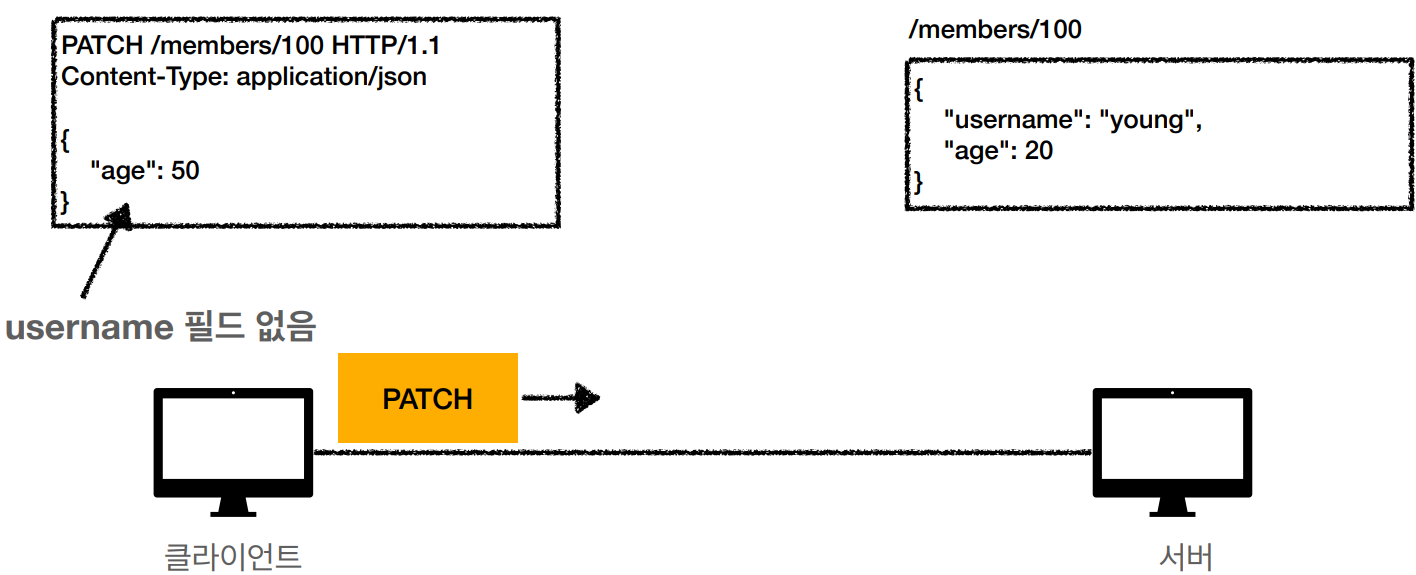 PATCH /members/100 HTTP/1.1
Content-Type: application/json
{
"age": 50
}
username 필드 없음
/members/100
{
"username": "young",
"age": 20
}
PATCH
클라이언트
서버